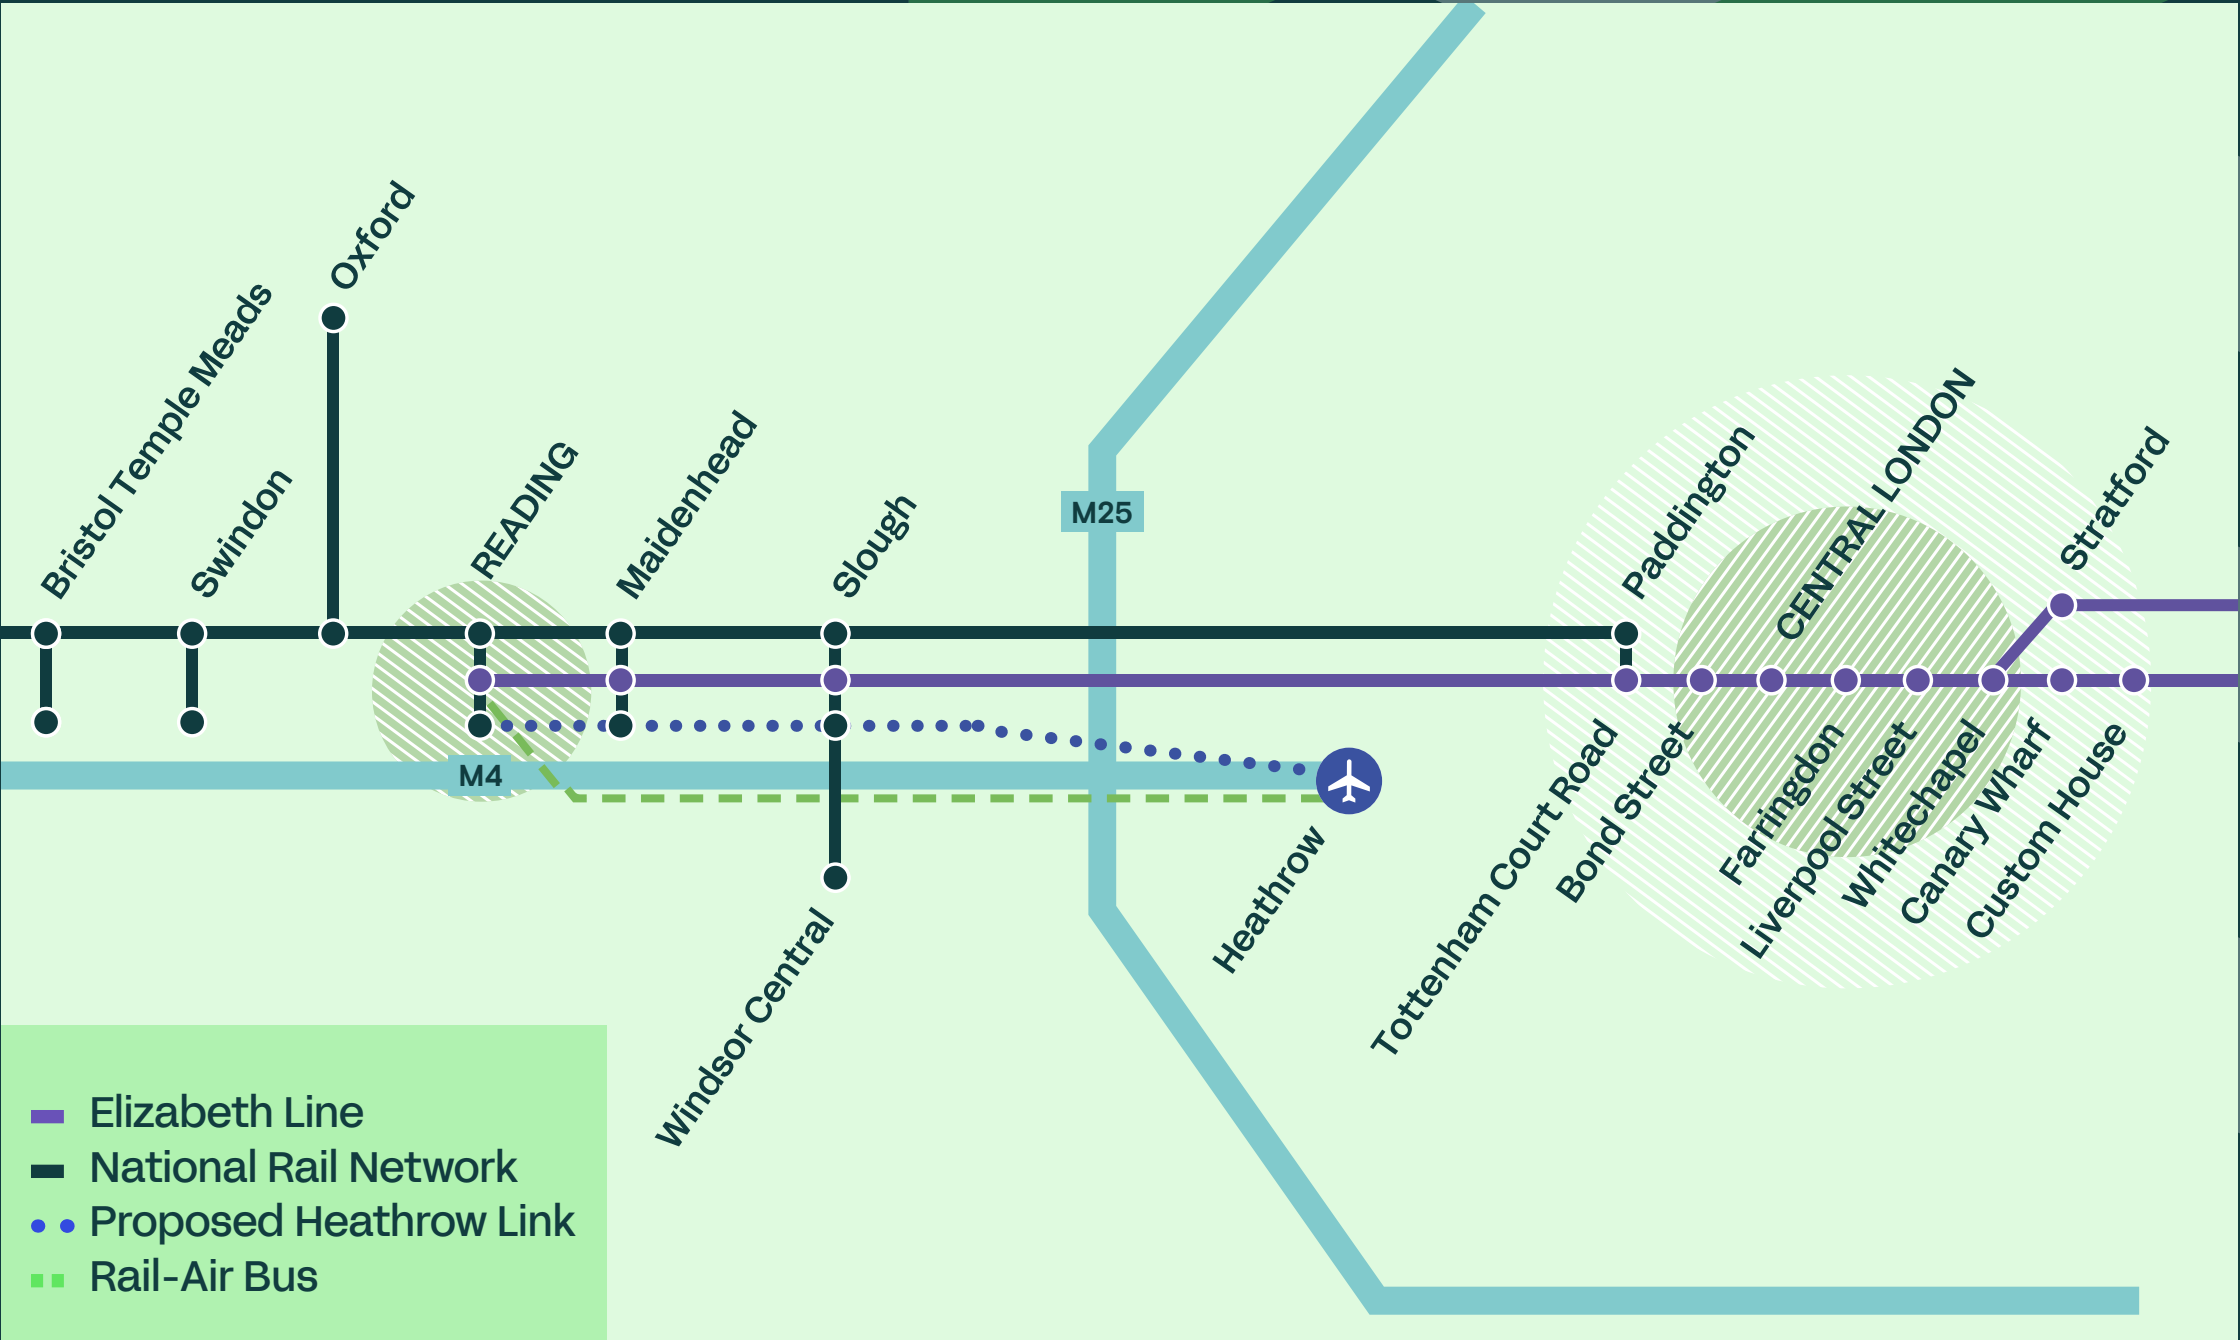 Oxford
Bristol Temple Meads
Swindon
READING
Maidenhead
Slough
M25
Paddington
CENTRAL LONDON
Stratford
M4
Heathrow
Windsor Central
Tottenham Court Road
Bond Street
Farringdon
Liverpool Street
Whitechapel
Canary Wharf
Custom House
Elizabeth Line
National Rail Network
Proposed Heathrow Link
Rail-Air Bus